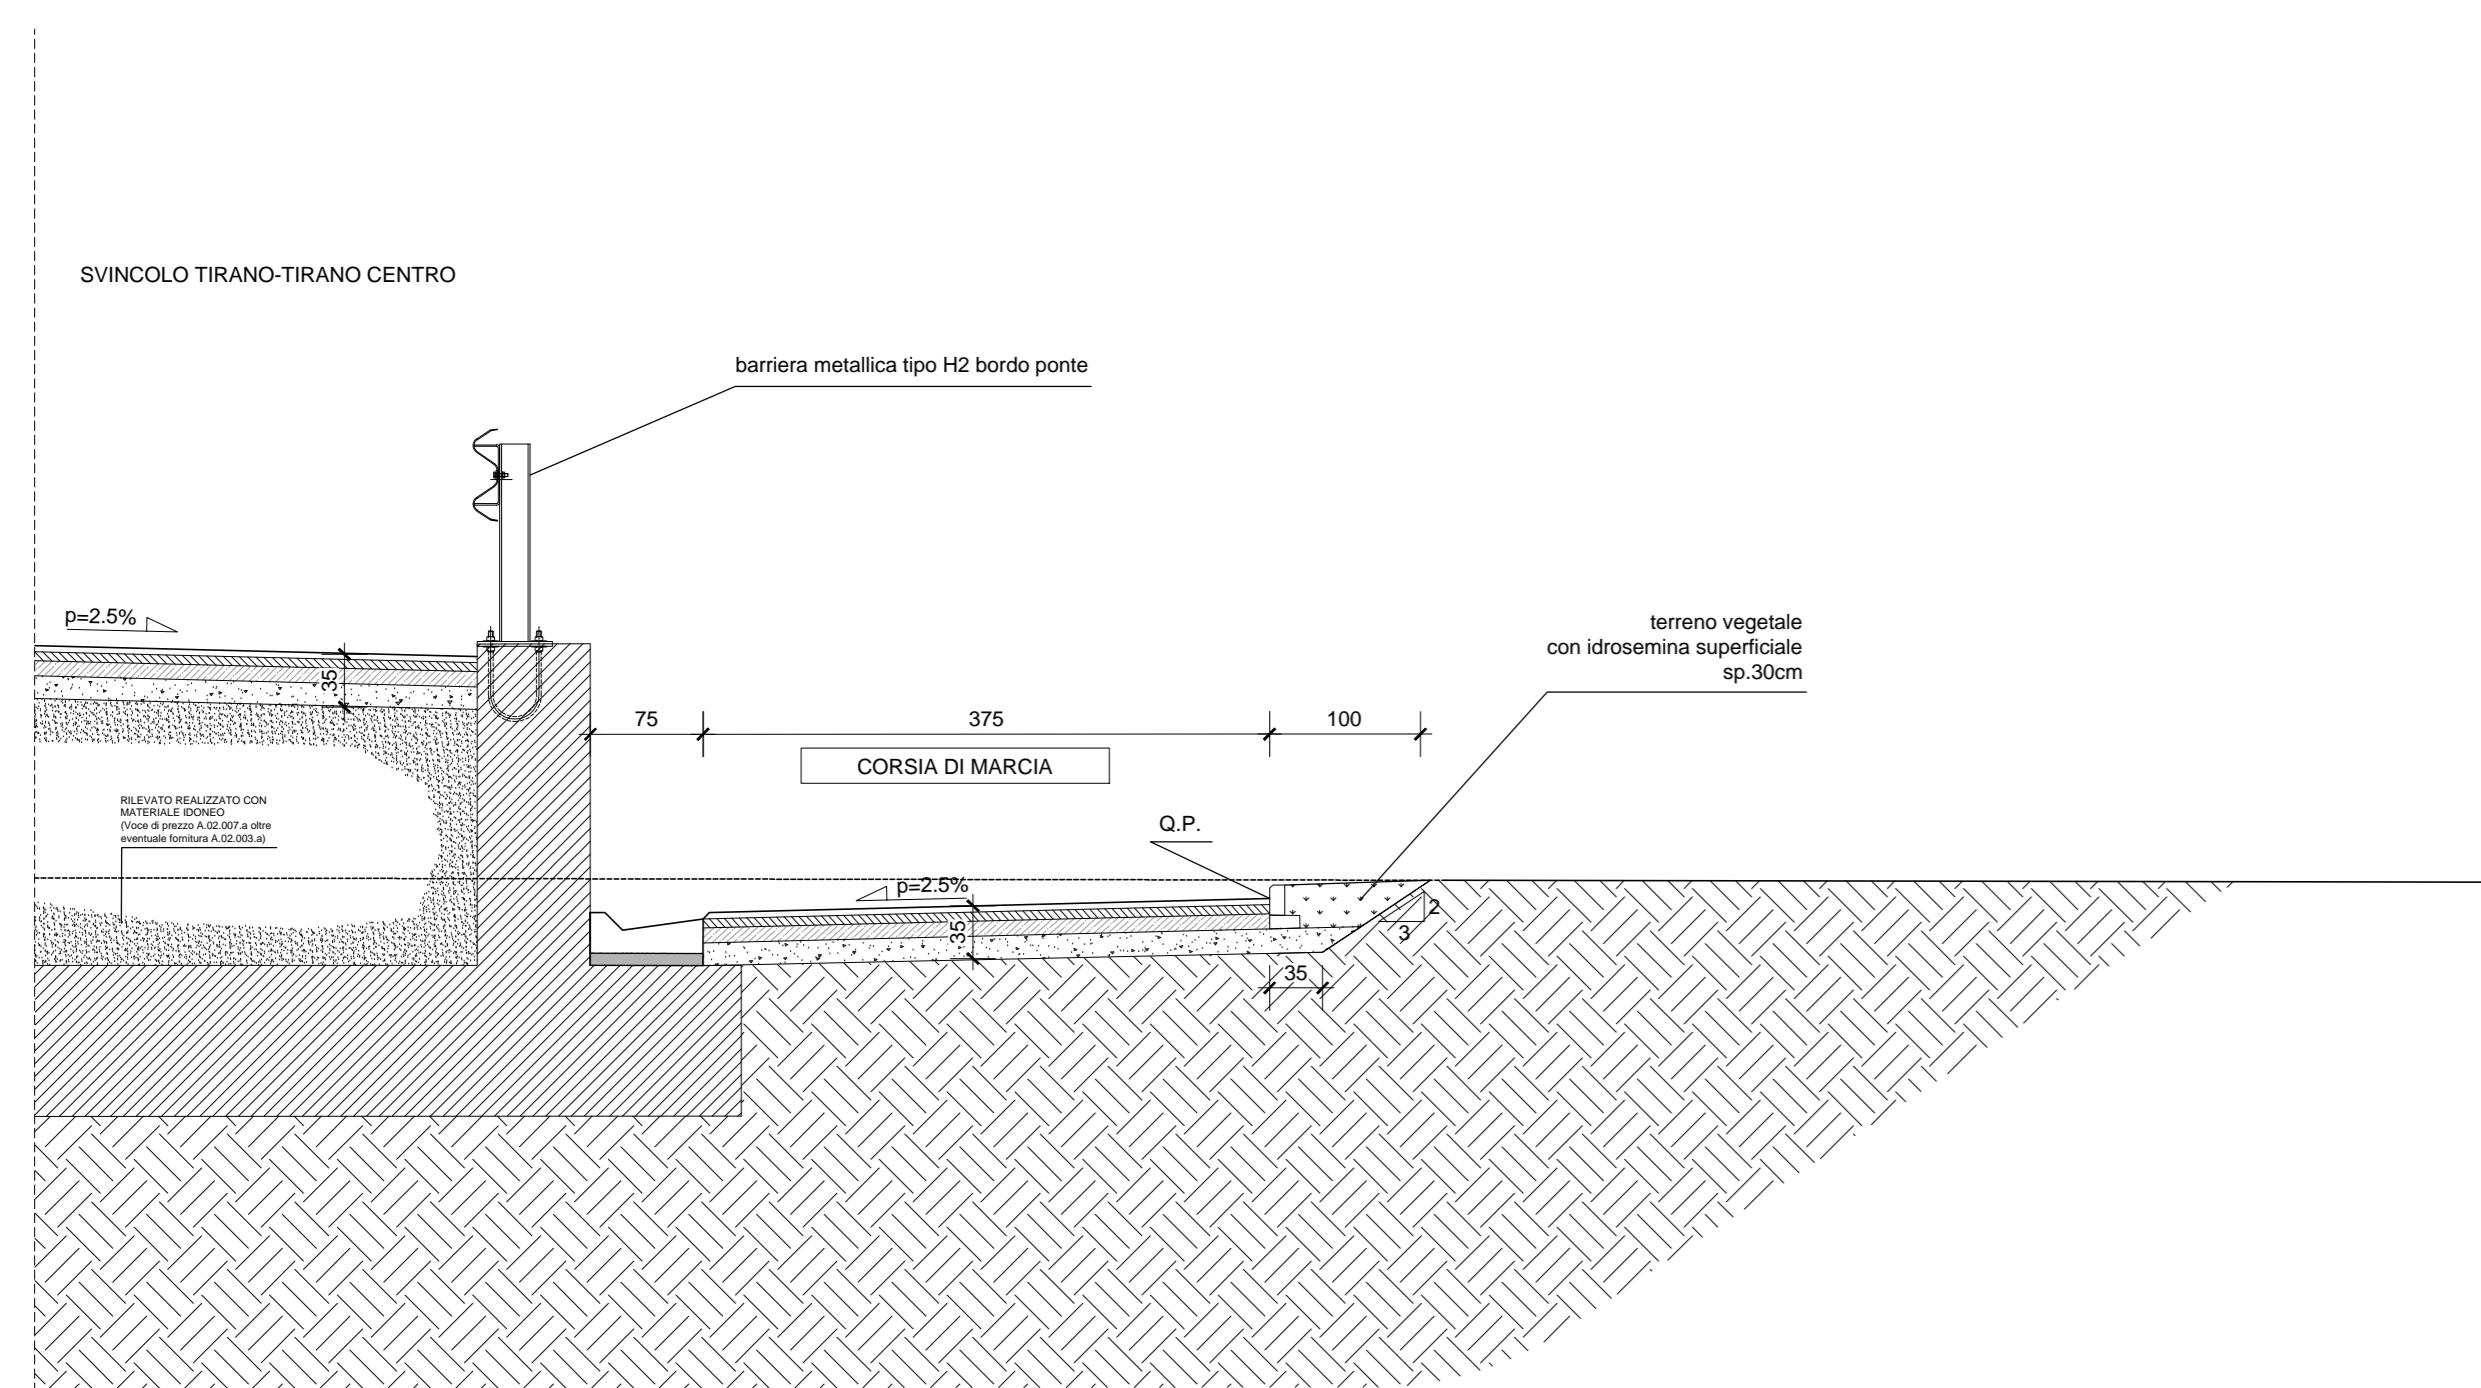 SVINCOLO TIRANO-TIRANO CENTRO
barriera metallica tipo H2 bordo ponte
p=2.5%
35
terreno vegetale
con idrosemina superficiale
sp.30cm
75
375
100
CORSIA DI MARCIA
RILEVATO REALIZZATO CON
MATERIALE IDONEO
(Voce di prezzo A.02.007.a oltre
eventuale fornitura A.02.003.a)
Q.P.
p=2.5%
35
2
3
35